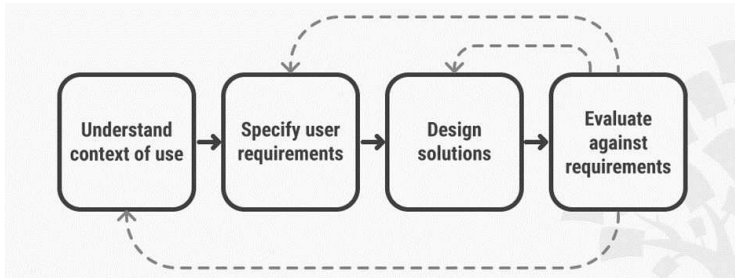 Understand
context of use
Specify user
requirements
Design
solutions
Evaluate
against
requirements